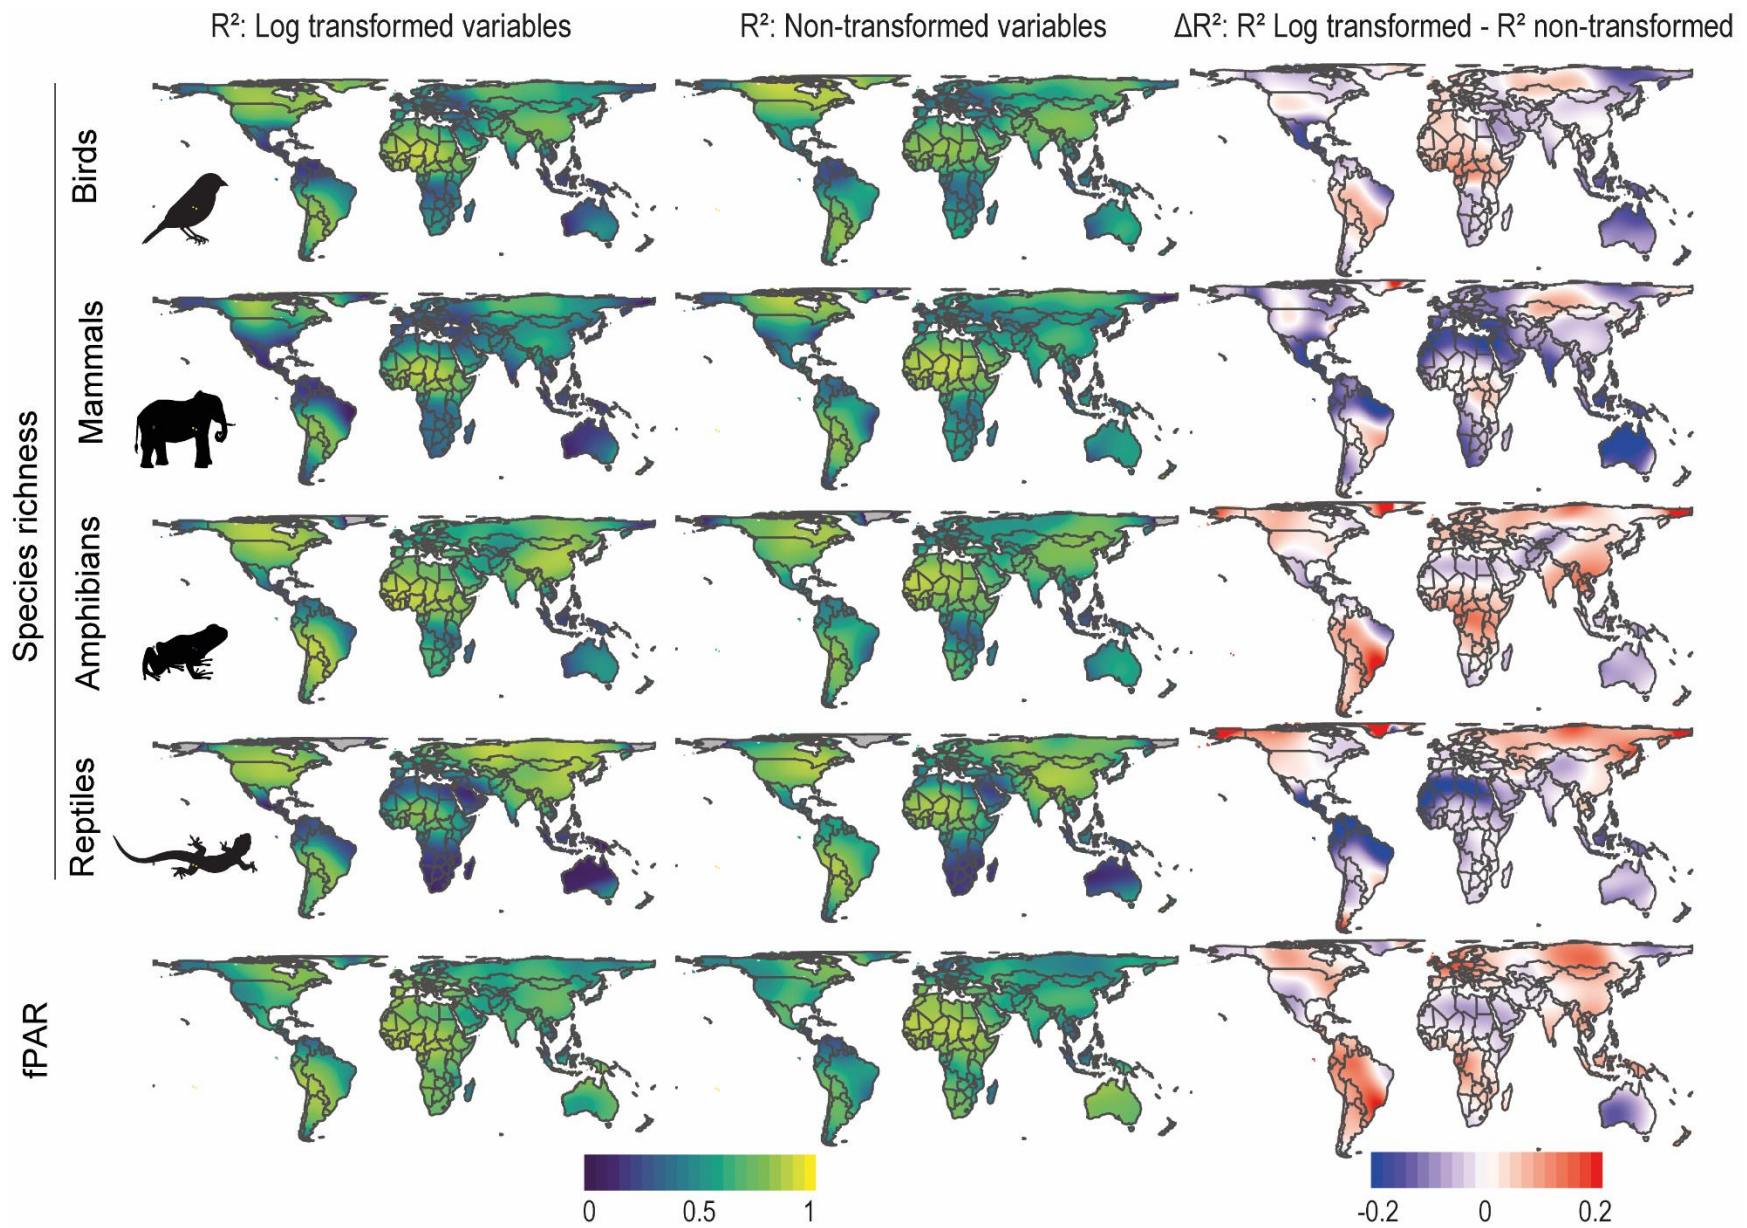 R²: Log transformed variables
R²: Non-transformed variables
ΔR²: R² Log transformed - R² non-transformed
Species richness
Birds
Mammals
Amphibians
Reptiles
fPAR
0 0.5 1
-0.2 0 0.2